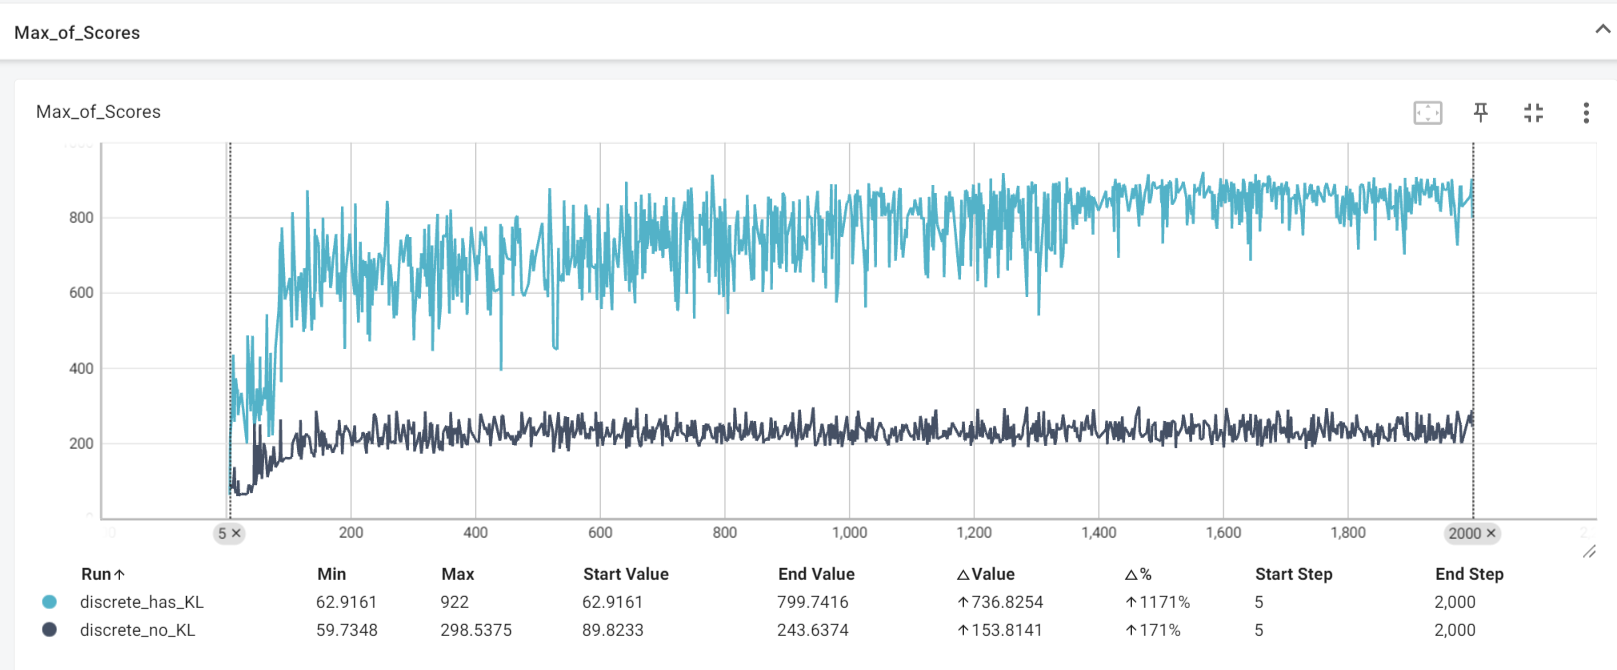 Max_of_Scores
Max_of_Scores
800
600
400
200
5 × 200 400 600 800 1,000 1,200 1,400 1,600 1,800 2000 ×
Run↑ Min Max Start Value End Value △Value △% Start Step End Step
discrete_has_KL 62.9161 922 62.9161 799.7416 ↑736.8254 ↑1171% 5 2,000
discrete_no_KL 59.7348 298.5375 89.8233 243.6374 ↑153.8141 ↑171% 5 2,000